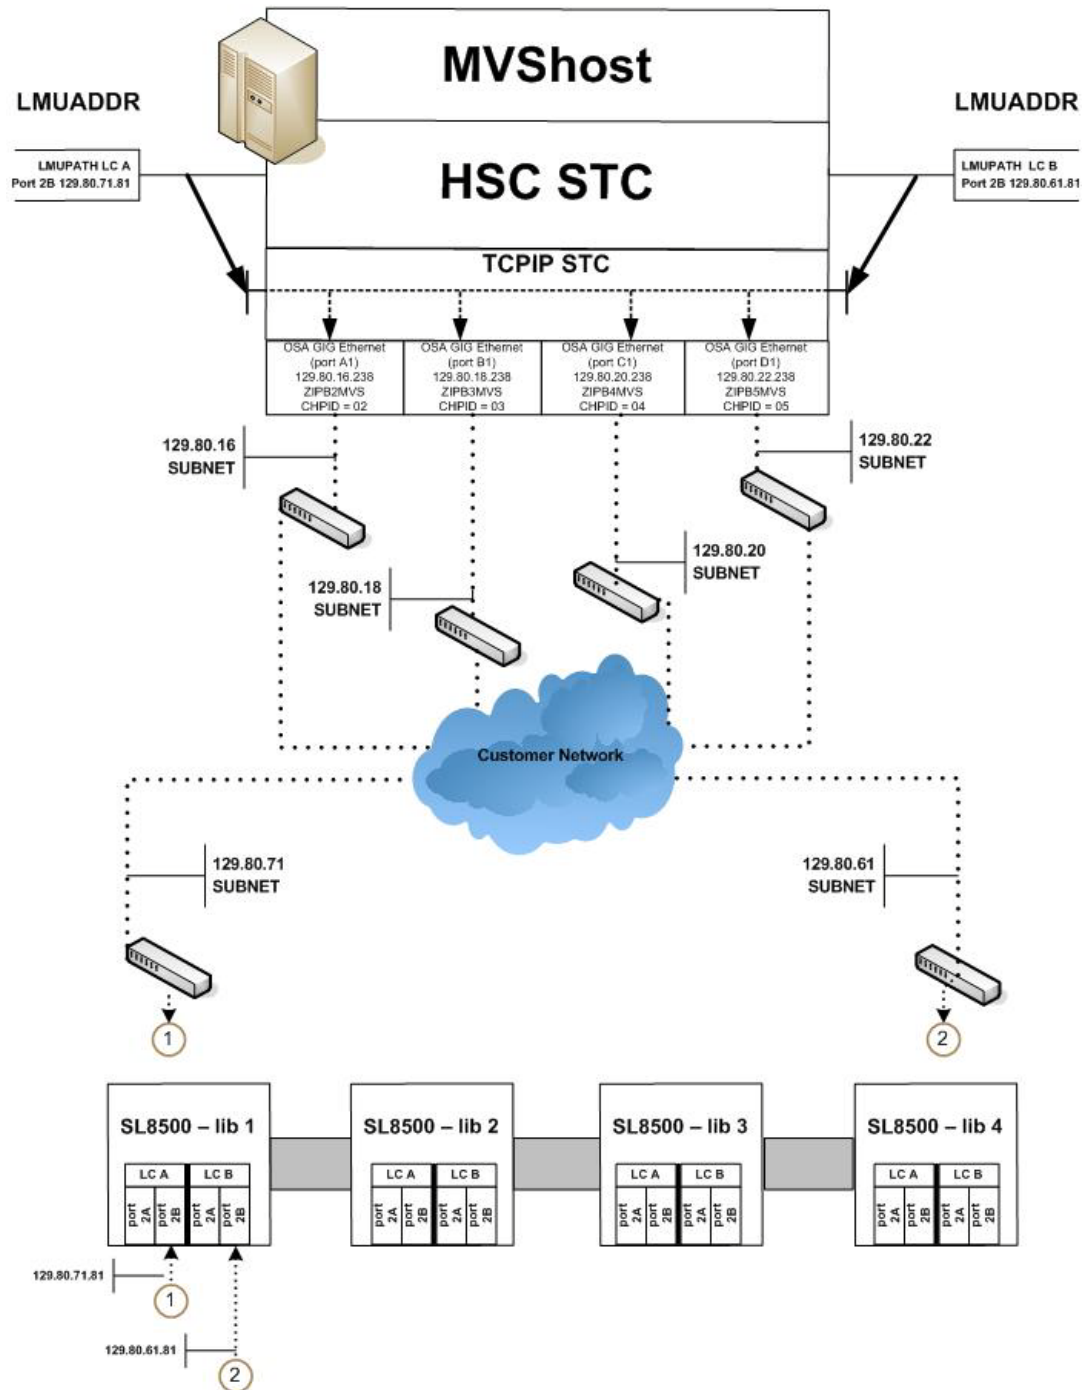 MVShost
LMUADDR
LMUADDR
LMUPATH LC A
Port 2B 129.80.71.81
HSC STC
LMUPATH LC B
Port 2B 129.80.61.81
TCPIP STC
OSA GIG Ethernet
(port A1)
129.80.16.238
ZIPB2MVS
CHPID = 02
OSA GIG Ethernet
(port B1)
129.80.18.238
ZIPB3MVS
CHPID = 03
OSA GIG Ethernet
(port C1)
129.80.20.238
ZIPB4MVS
CHPID = 04
OSA GIG Ethernet
(port D1)
129.80.22.238
ZIPB5MVS
CHPID = 05
129.80.16
SUBNET
129.80.22
SUBNET
129.80.20
SUBNET
129.80.18
SUBNET
Customer Network
129.80.71
SUBNET
129.80.61
SUBNET
1
2
SL8500 – lib 1
LC A
LC B
port 2A
port 2B
port 2A
port 2B
SL8500 – lib 2
LC A
LC B
port 2A
port 2B
port 2A
port 2B
SL8500 – lib 3
LC A
LC B
port 2A
port 2B
port 2A
port 2B
SL8500 – lib 4
LC A
LC B
port 2A
port 2B
port 2A
port 2B
129.80.71.81
1
129.80.61.81
2